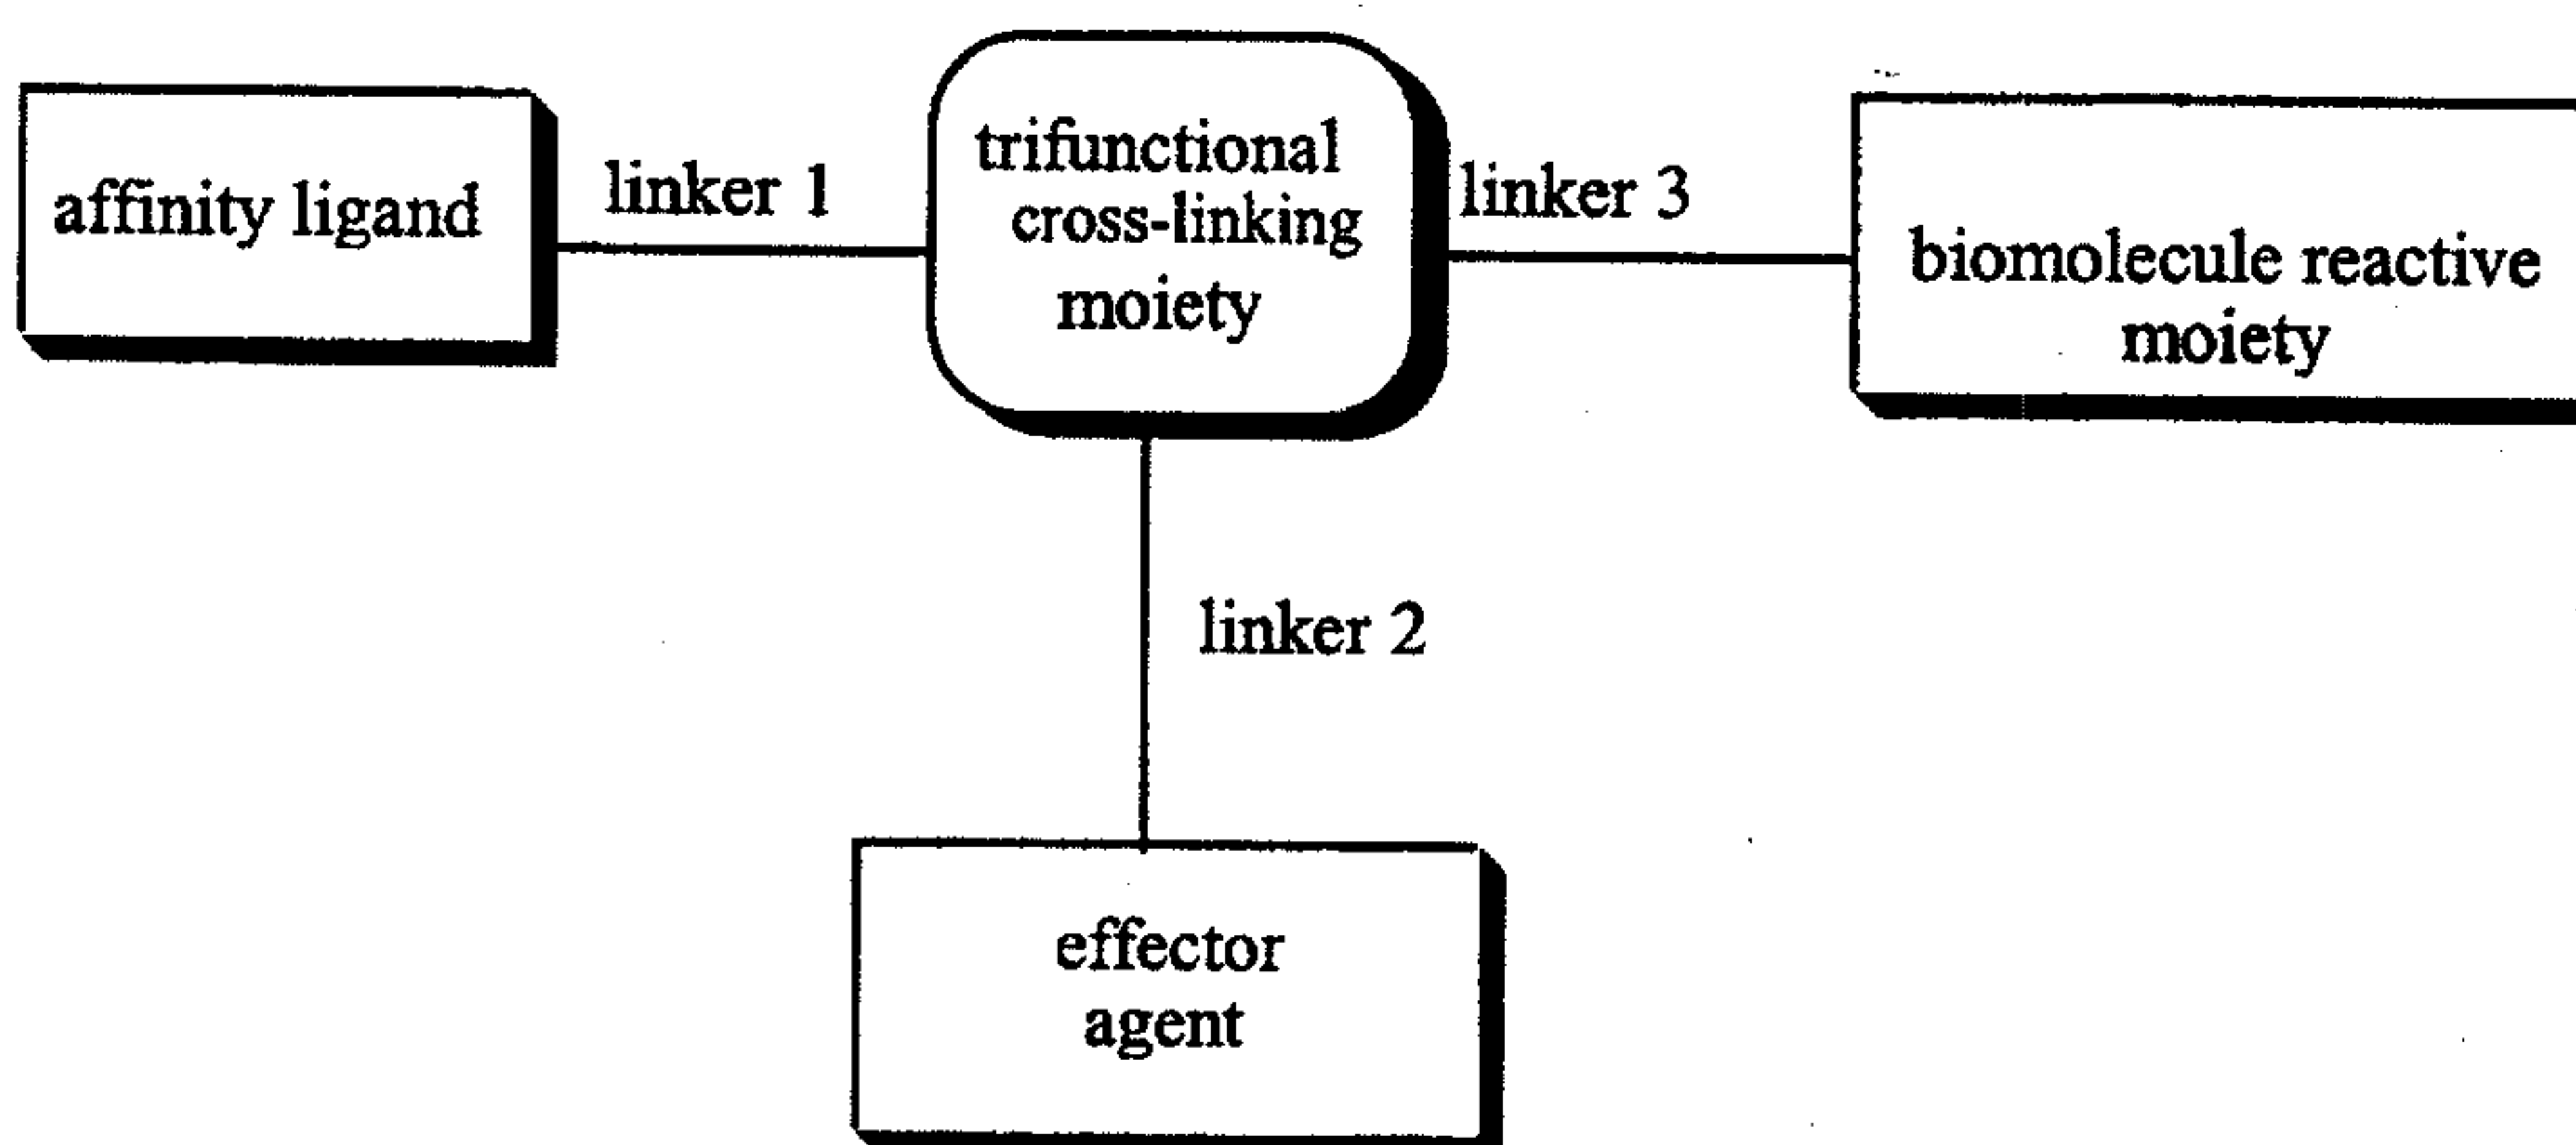 affinity ligand
linker 1
trifunctional
cross-linking
moiety
linker 3
biomolecule reactive
moiety
linker 2
effector
agent